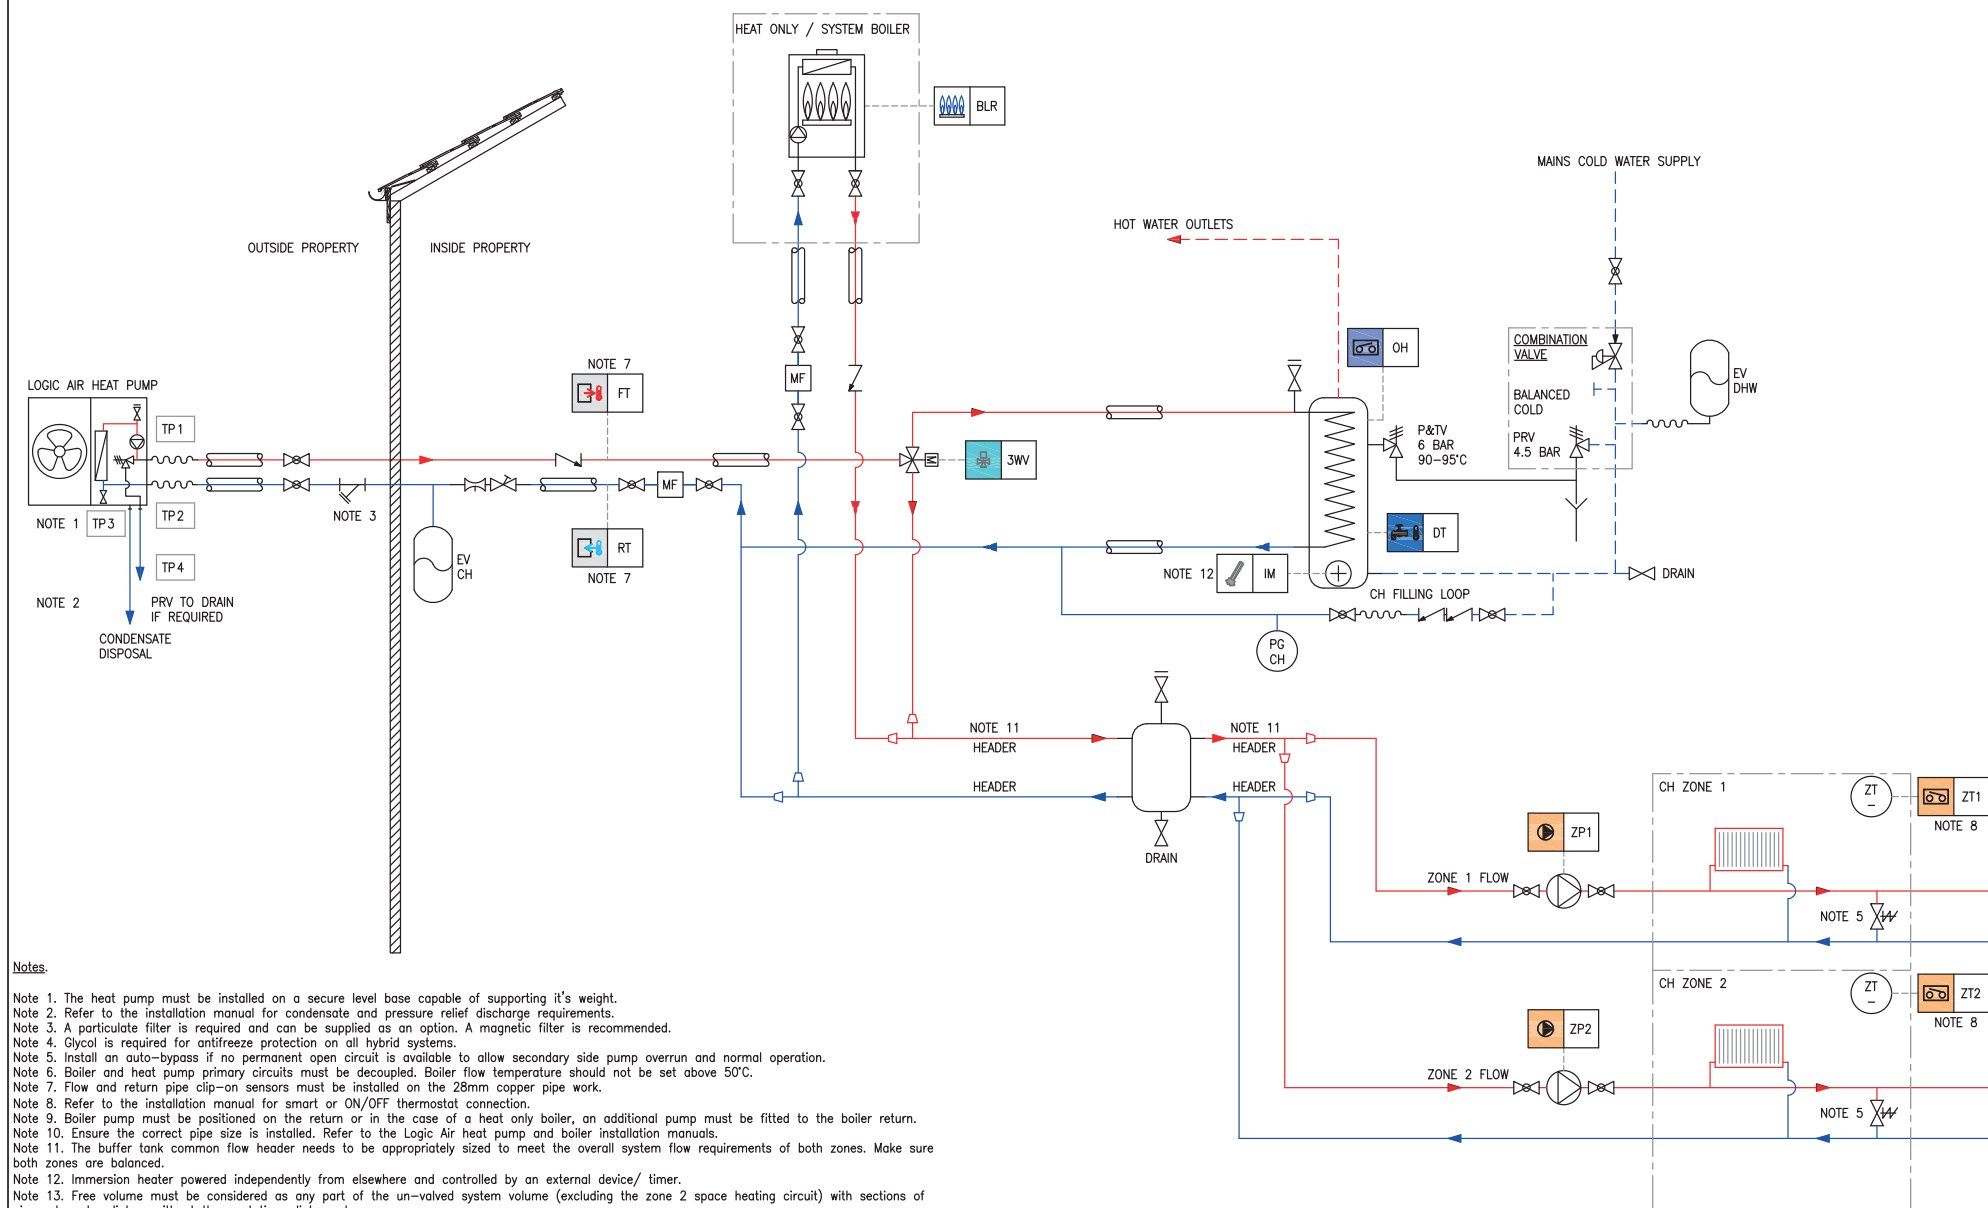 HEAT ONLY / SYSTEM BOILER
BLR
MAINS COLD WATER SUPPLY
HOT WATER OUTLETS
OUTSIDE PROPERTY
INSIDE PROPERTY
COMBINATION
VALVE
OH
NOTE 7
FT
MF
EV
DHW
LOGIC AIR HEAT PUMP
BALANCED
COLD
TP1
P&TV
6 BAR
90-95°C
PRV
4.5 BAR
M
3WV
MF
NOTE 1
TP3
TP2
NOTE 3
RT
NOTE 7
DT
EV
CH
TP4
NOTE 12
IM
DRAIN
NOTE 2
PRV TO DRAIN
IF REQUIRED
CH FILLING LOOP
CONDENSATE
DISPOSAL
PG
CH
NOTE 11
HEADER
NOTE 11
HEADER
HEADER
HEADER
CH ZONE 1
ZT
–
ZT1
NOTE 8
ZP1
DRAIN
ZONE 1 FLOW
NOTE 5
CH ZONE 2
ZT
–
ZT2
NOTE 8
ZP2
ZONE 2 FLOW
NOTE 5
Notes.
Note 1. The heat pump must be installed on a secure level base capable of supporting it's weight.
Note 2. Refer to the installation manual for condensate and pressure relief discharge requirements.
Note 3. A particulate filter is required and can be supplied as an option. A magnetic filter is recommended.
Note 4. Glycol is required for antifreeze protection on all hybrid systems.
Note 5. Install an auto-bypass if no permanent open circuit is available to allow secondary side pump overrun and normal operation.
Note 6. Boiler and heat pump primary circuits must be decoupled. Boiler flow temperature should not be set above 50°C.
Note 7. Flow and return pipe clip-on sensors must be installed on the 28mm copper pipe work.
Note 8. Refer to the installation manual for smart or ON/OFF thermostat connection.
Note 9. Boiler pump must be positioned on the return or in the case of a heat only boiler, an additional pump must be fitted to the boiler return.
Note 10. Ensure the correct pipe size is installed. Refer to the Logic Air heat pump and boiler installation manuals.
Note 11. The buffer tank common flow header needs to be appropriately sized to meet the overall system flow requirements of both zones. Make sure
both zones are balanced.
Note 12. Immersion heater powered independently from elsewhere and controlled by an external device/ timer.
Note 13. Free volume must be considered as any part of the un-valved system volume (excluding the zone 2 space heating circuit) with sections of